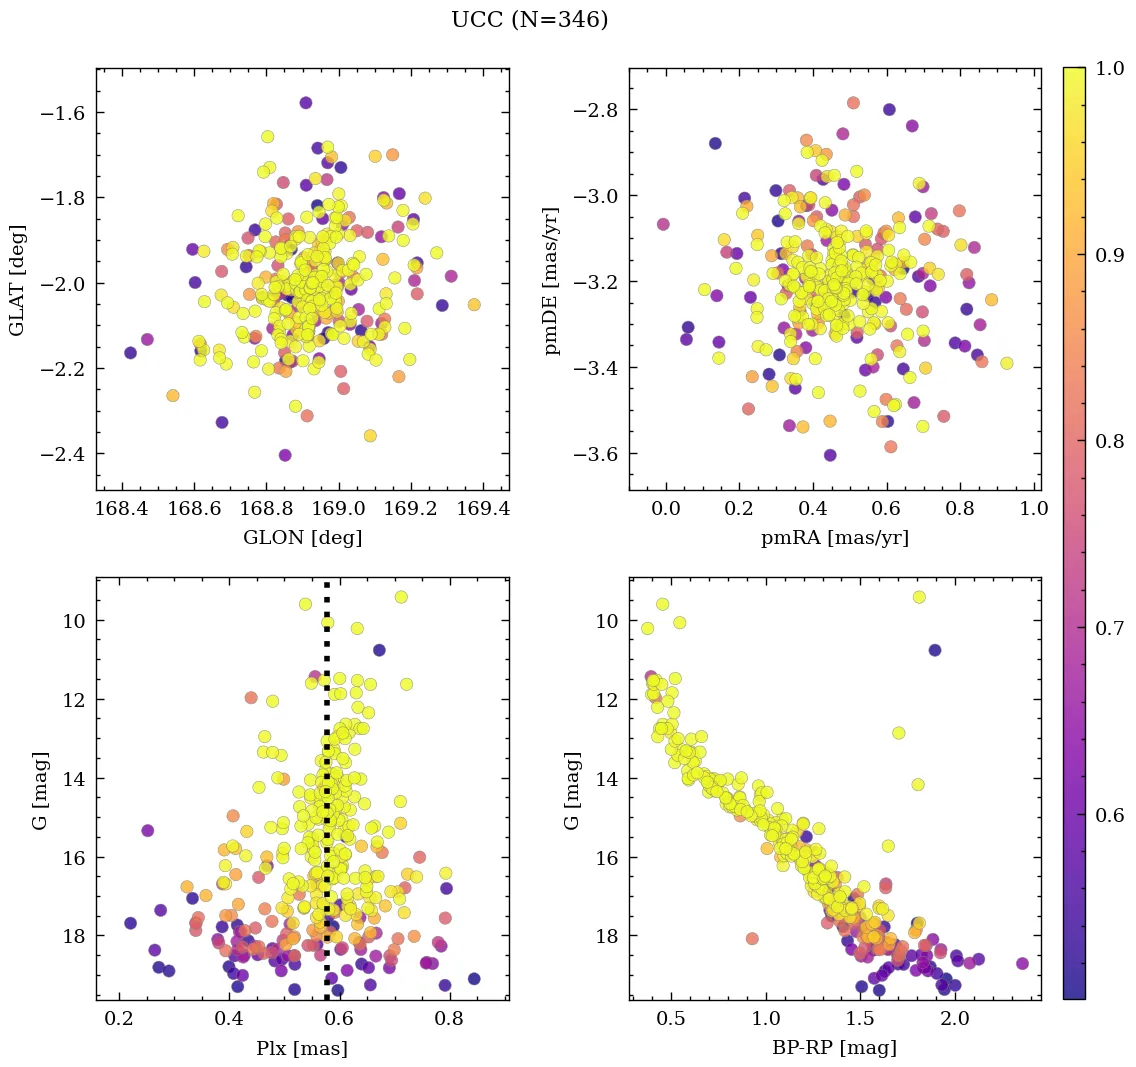 UCC (N=346)
−1.6
−1.8
−2.0
−2.2
−2.4
GLAT [deg]
168.4 168.6 168.8 169.0 169.2 169.4
GLON [deg]
−2.8
−3.0
−3.2
−3.4
−3.6
pmDE [mas/yr]
0.0 0.2 0.4 0.6 0.8 1.0
pmRA [mas/yr]
1.0
0.9
0.8
0.7
0.6
10
12
14
16
18
G [mag]
0.2 0.4 0.6 0.8
Plx [mas]
10
12
14
16
18
G [mag]
0.5 1.0 1.5 2.0
BP-RP [mag]